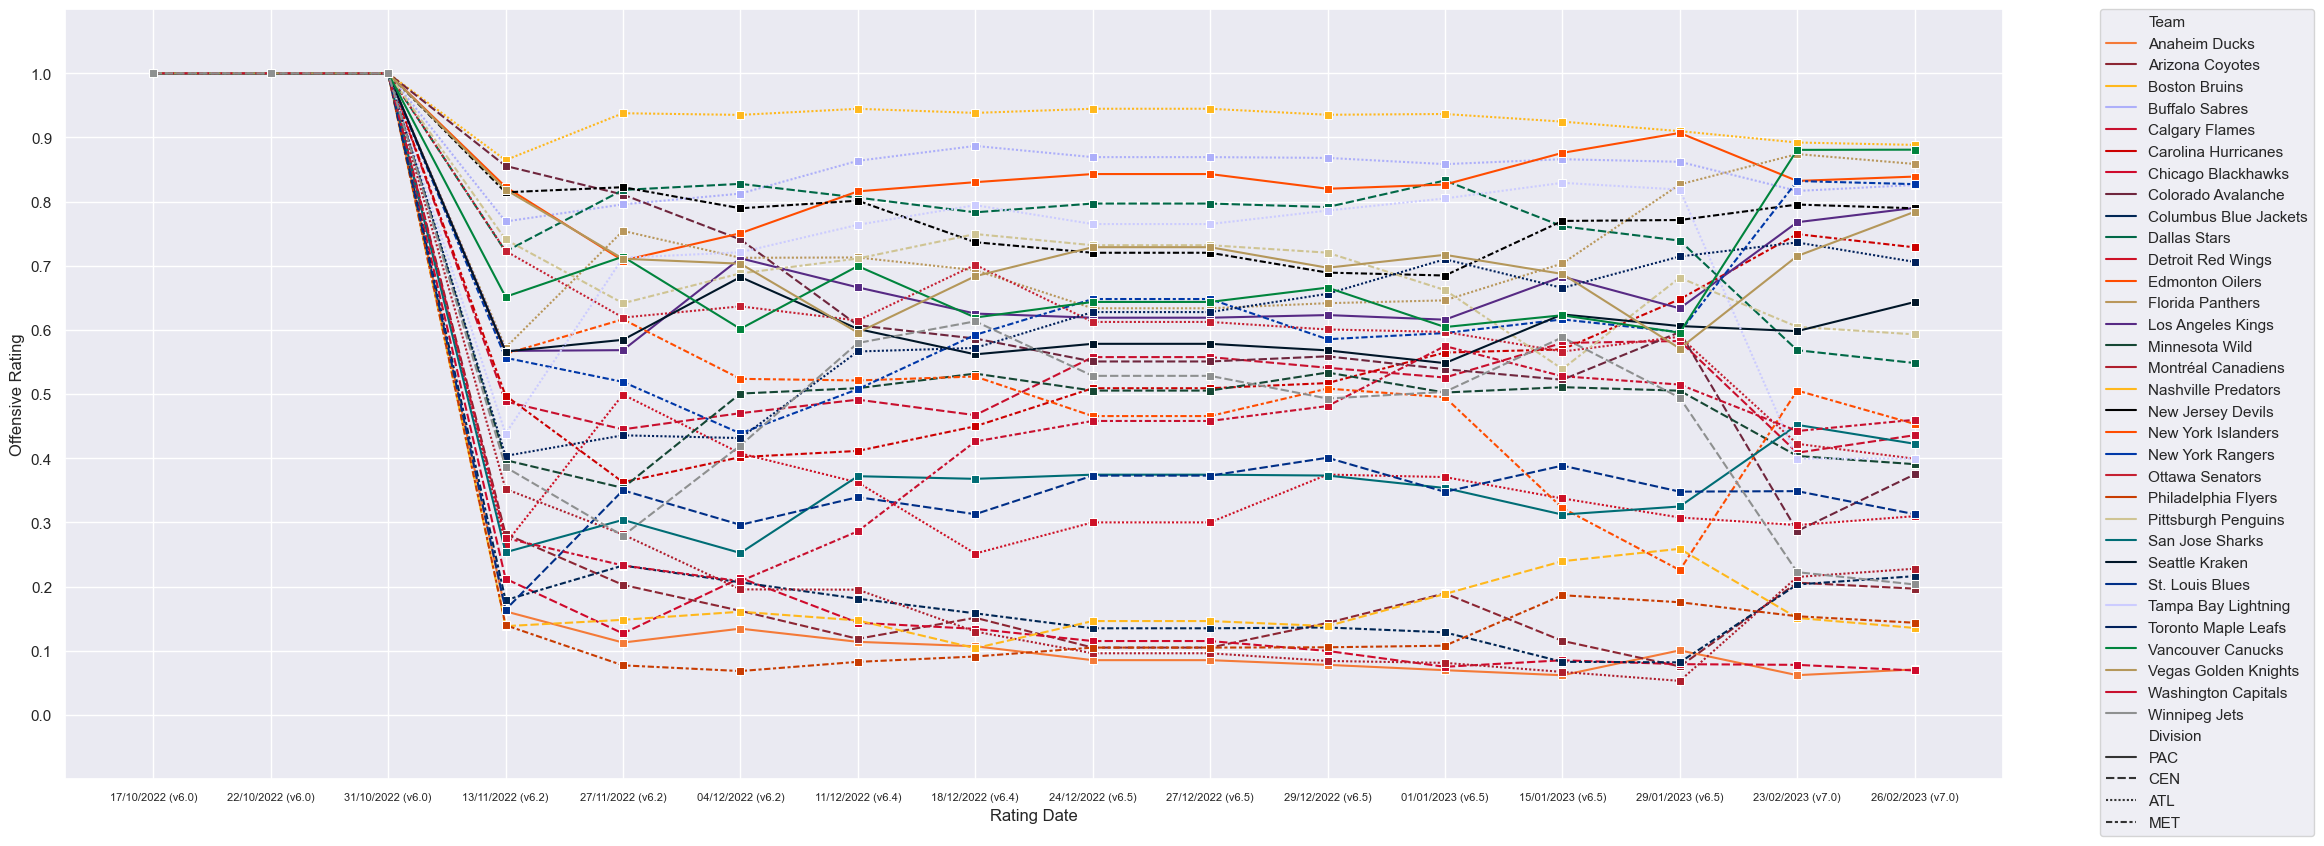 1.0
0.9
0.8
0.7
0.6
0.5
0.4
0.3
0.2
0.1
0.0
Offensive Rating
17/10/2022 (v6.0) 22/10/2022 (v6.0) 31/10/2022 (v6.0) 13/11/2022 (v6.2) 27/11/2022 (v6.2) 04/12/2022 (v6.2) 11/12/2022 (v6.4) 18/12/2022 (v6.4) 24/12/2022 (v6.5) 27/12/2022 (v6.5) 29/12/2022 (v6.5) 01/01/2023 (v6.5) 15/01/2023 (v6.5) 29/01/2023 (v6.5) 23/02/2023 (v7.0) 26/02/2023 (v7.0)
Rating Date
Team
Anaheim Ducks
Arizona Coyotes
Boston Bruins
Buffalo Sabres
Calgary Flames
Carolina Hurricanes
Chicago Blackhawks
Colorado Avalanche
Columbus Blue Jackets
Dallas Stars
Detroit Red Wings
Edmonton Oilers
Florida Panthers
Los Angeles Kings
Minnesota Wild
Montréal Canadiens
Nashville Predators
New Jersey Devils
New York Islanders
New York Rangers
Ottawa Senators
Philadelphia Flyers
Pittsburgh Penguins
San Jose Sharks
Seattle Kraken
St. Louis Blues
Tampa Bay Lightning
Toronto Maple Leafs
Vancouver Canucks
Vegas Golden Knights
Washington Capitals
Winnipeg Jets
Division
PAC
CEN
ATL
MET